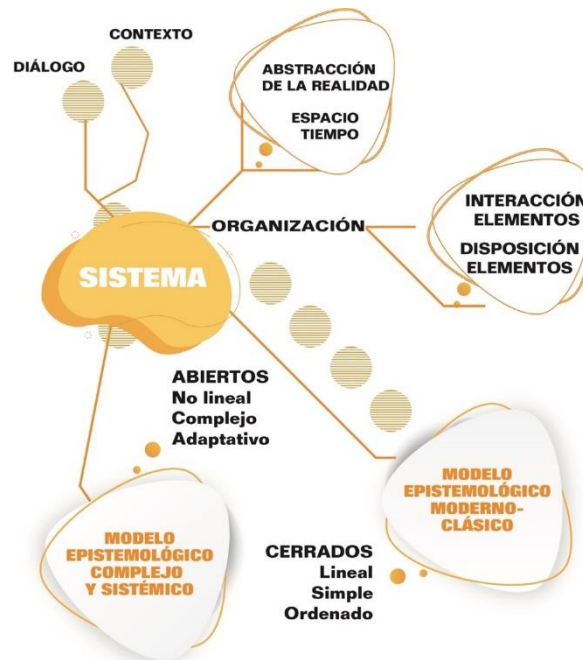 CONTEXTO
DIÁLOGO
ABSTRACCIÓN
DE LA REALIDAD
ESPACIO
TIEMPO
ORGANIZACIÓN
INTERACCIÓN
ELEMENTOS
DISPOSICIÓN
ELEMENTOS
SISTEMA
ABIERTOS
No lineal
Complejo
Adaptativo
MODELO
EPISTEMOLÓGICO
MODERNO-
CLÁSICO
MODELO
EPISTEMOLÓGICO
COMPLEJO
Y SISTÉMICO
CERRADOS
Lineal
Simple
Ordenado